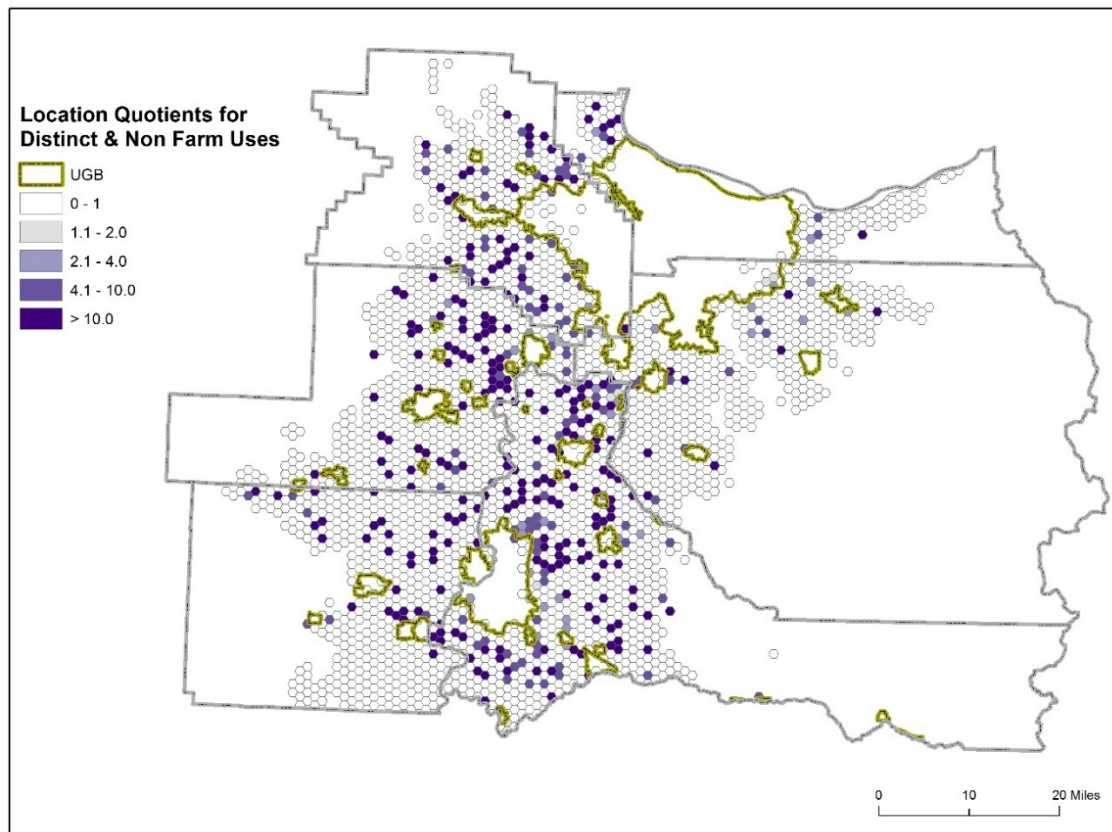 Location Quotients for
Distinct & Non Farm Uses
UGB
0 - 1
1.1 - 2.0
2.1 - 4.0
4.1 - 10.0
> 10.0
0 10 20 Miles